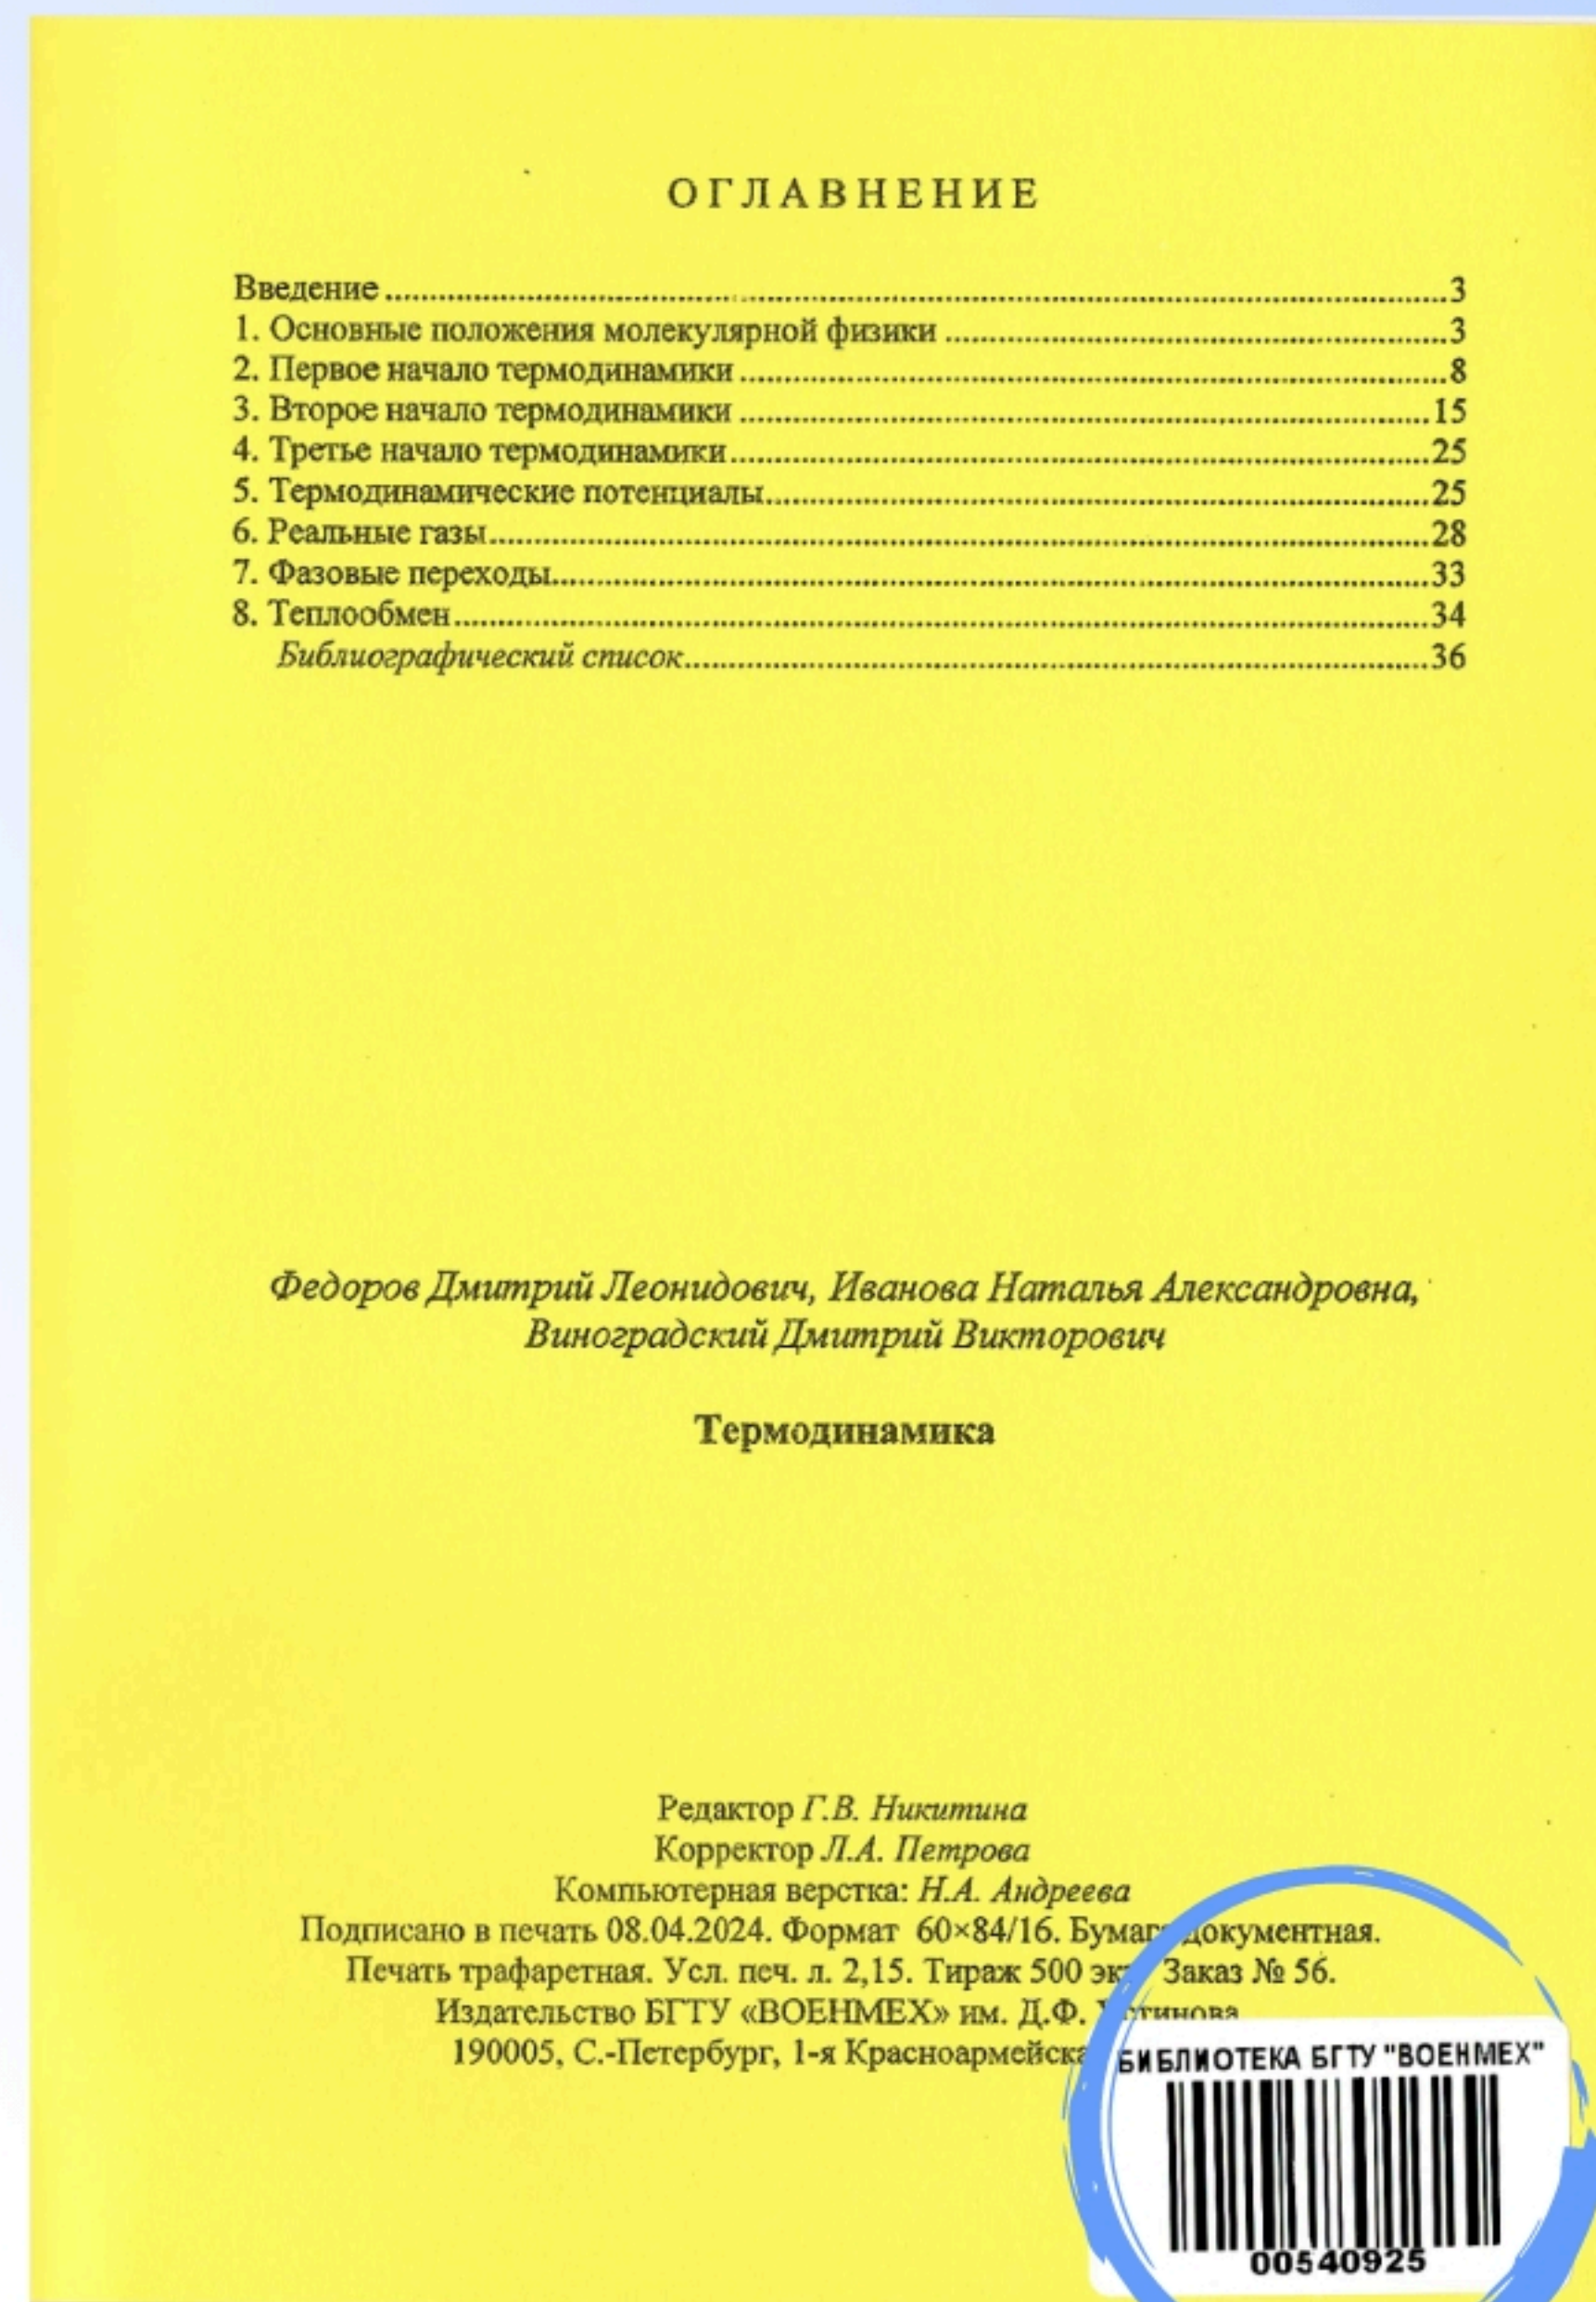 ОГЛАВНЕНИЕ
Введение........................3
1. Основные положения молекулярной физики........................3
2. Первое начало термодинамики........................8
3. Второе начало термодинамики........................15
4. Третье начало термодинамики........................25
5. Термодинамические потенциалы........................25
6. Реальные газы........................28
7. Фазовые переходы........................33
8. Теплообмен........................34
Библиографический список........................36
Федоров Дмитрий Леонидович, Иванова Наталья Александровна,
Виноградский Дмитрий Викторович
Термодинамика
Редактор Г.В. Никитина
Корректор Л.А. Петрова
Компьютерная верстка: Н.А. Андреева
Подписано в печать 08.04.2024. Формат 60×84/16. Бумага документная.
Печать трафаретная. Усл. печ. л. 2,15. Тираж 500 экз. Заказ № 56.
Издательство БГТУ «ВОЕНМЕХ» им. Д.Ф. Устинова
190005, С.-Петербург, 1-я
БИБЛИОТЕКА БГТУ "ВОЕНМЕХ"
00540925